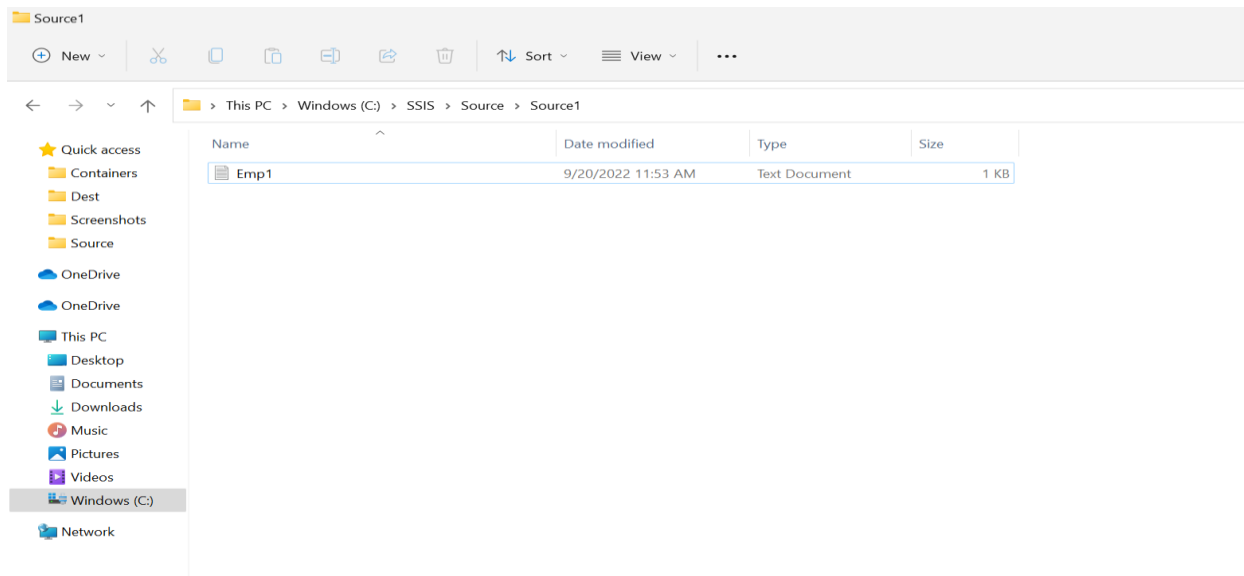 Source1
New Sort View
This PC > Windows (C:) > SSIS > Source > Source1
Name Date modified Type Size
Emp1 9/20/2022 11:53 AM Text Document 1 KB
Quick access
Containers
Dest
Screenshots
Source
OneDrive
OneDrive
This PC
Desktop
Documents
Downloads
Music
Pictures
Videos
Windows (C:)
Network